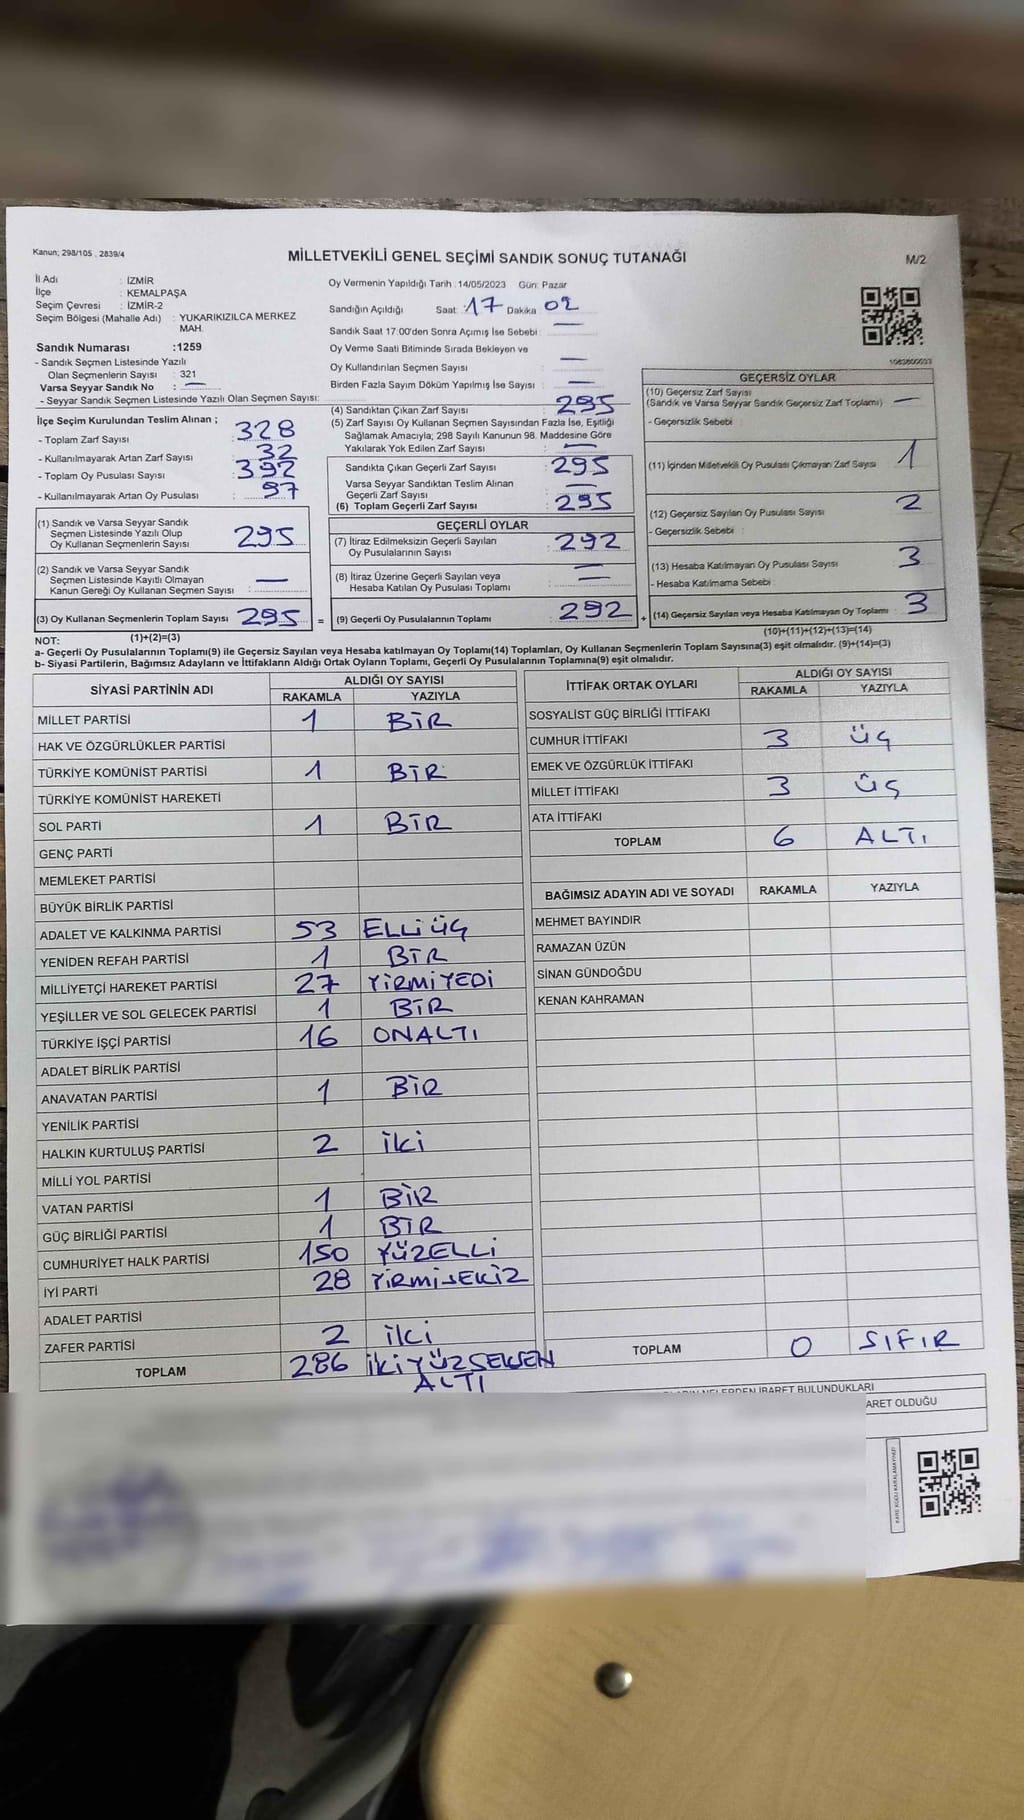 Kanun; 298/105 , 2839/4
MİLLETVEKİLİ GENEL SEÇİMİ SANDIK SONUÇ TUTANAĞI
M/2
İl Adı : İZMİR
İlçe : KEMALPAŞA
Seçim Çevresi : İZMİR-2
Seçim Bölgesi (Mahalle Adı) : YUKARIKIZILCA MERKEZ
MAH.
Sandık Numarası :1259
- Sandık Seçmen Listesinde Yazılı
Olan Seçmenlerin Sayısı : 321
Varsa Seyyar Sandık No : —
- Seyyar Sandık Seçmen Listesinde Yazılı Olan Seçmen Sayısı:
Oy Vermenin Yapıldığı Tarih : 14/05/2023 Gün: Pazar
Sandığın Açıldığı Saat : 17 Dakika 02
Sandık Saat 17:00'den Sonra Açımış İse Sebebi : —
Oy Verme Saati Bitiminde Sırada Bekleyen ve
Oy Kullandırılan Seçmen Sayısı : —
Birden Fazla Sayım Döküm Yapılmış İse Sayısı : —
1083800033
İlçe Seçim Kurulundan Teslim Alınan ;
- Toplam Zarf Sayısı : 328
- Kullanılmayarak Artan Zarf Sayısı : 32
- Toplam Oy Pusulası Sayısı : 392
- Kullanılmayarak Artan Oy Pusulası : 97
(1) Sandık ve Varsa Seyyar Sandık
Seçmen Listesinde Yazılı Olup
Oy Kullanan Seçmenlerin Sayısı : 295
(2) Sandık ve Varsa Seyyar Sandık
Seçmen Listesinde Kayıtlı Olmayan
Kanun Gereği Oy Kullanan Seçmen Sayısı : —
(3) Oy Kullanan Seçmenlerin Toplam Sayısı : 295
(4) Sandıktan Çıkan Zarf Sayısı : 295
(5) Zarf Sayısı Oy Kullanan Seçmen Sayısından Fazla İse, Eşitliği
Sağlamak Amacıyla; 298 Sayılı Kanunun 98. Maddesine Göre
Yakılarak Yok Edilen Zarf Sayısı : —
Sandıkta Çıkan Geçerli Zarf Sayısı : 295
Varsa Seyyar Sandıktan Teslim Alınan
Geçerli Zarf Sayısı : —
(6) Toplam Geçerli Zarf Sayısı : 295
GEÇERLİ OYLAR
(7) İtiraz Edilmeksizin Geçerli Sayılan
Oy Pusulalarının Sayısı : 292
(8) İtiraz Üzerine Geçerli Sayılan veya
Hesaba Katılan Oy Pusulası Toplamı : —
= (9) Geçerli Oy Pusulalarının Toplamı : 292 +
GEÇERSİZ OYLAR
(10) Geçersiz Zarf Sayısı
(Sandık ve Varsa Seyyar Sandık Geçersiz Zarf Toplamı) : —
- Geçersizlik Sebebi :
(11) İçinden Milletvekili Oy Pusulası Çıkmayan Zarf Sayısı : 1
(12) Geçersiz Sayılan Oy Pusulası Sayısı : 2
- Geçersizlik Sebebi :
(13) Hesaba Katılmayan Oy Pusulası Sayısı : 3
- Hesaba Katılmama Sebebi :
(14) Geçersiz Sayılan veya Hesaba Katılmayan Oy Toplamı : 3
NOT: (1)+(2)=(3)
(10)+(11)+(12)+(13)=(14)
a- Geçerli Oy Pusulalarının Toplamı(9) ile Geçersiz Sayılan veya Hesaba katılmayan Oy Toplamı(14) Toplamları, Oy Kullanan Seçmenlerin Toplam Sayısına(3) eşit olmalıdır. (9)+(14)=(3)
b- Siyasi Partilerin, Bağımsız Adayların ve İttifakların Aldığı Ortak Oyların Toplamı, Geçerli Oy Pusulalarının Toplamına(9) eşit olmalıdır.
SİYASİ PARTİNİN ADI ALDIĞI OY SAYISI
RAKAMLA YAZIYLA
MİLLET PARTİSİ 1 BİR
HAK VE ÖZGÜRLÜKLER PARTİSİ
TÜRKİYE KOMÜNİST PARTİSİ 1 BİR
TÜRKİYE KOMÜNİST HAREKETİ
SOL PARTİ 1 BİR
GENÇ PARTİ
MEMLEKET PARTİSİ
BÜYÜK BİRLİK PARTİSİ
ADALET VE KALKINMA PARTİSİ 53 ELLİ ÜÇ
YENİDEN REFAH PARTİSİ 1 BİR
MİLLİYETÇİ HAREKET PARTİSİ 27 YİRMİYEDİ
YEŞİLLER VE SOL GELECEK PARTİSİ 1 BİR
TÜRKİYE İŞÇİ PARTİSİ 16 ONALTI
ADALET BİRLİK PARTİSİ
ANAVATAN PARTİSİ 1 BİR
YENİLİK PARTİSİ
HALKIN KURTULUŞ PARTİSİ 2 İKİ
MİLLİ YOL PARTİSİ
VATAN PARTİSİ 1 BİR
GÜÇ BİRLİĞİ PARTİSİ 1 BİR
CUMHURİYET HALK PARTİSİ 150 YÜZELLİ
İYİ PARTİ 28 YİRMİSEKİZ
ADALET PARTİSİ
ZAFER PARTİSİ 2 İKİ
TOPLAM 286 İKİYÜZSEKSEN
ALTI
İTTİFAK ORTAK OYLARI ALDIĞI OY SAYISI
RAKAMLA YAZIYLA
SOSYALİST GÜÇ BİRLİĞİ İTTİFAKI
CUMHUR İTTİFAKI 3 ÜÇ
EMEK VE ÖZGÜRLÜK İTTİFAKI
MİLLET İTTİFAKI 3 ÜÇ
ATA İTTİFAKI
TOPLAM 6 ALTI
BAĞIMSIZ ADAYIN ADI VE SOYADI RAKAMLA YAZIYLA
MEHMET BAYINDIR
RAMAZAN ÜZÜN
SİNAN GÜNDOĞDU
KENAN KAHRAMAN
TOPLAM 0 SIFIR
İBARET BULUNDUKLARI
ARET OLDUĞU